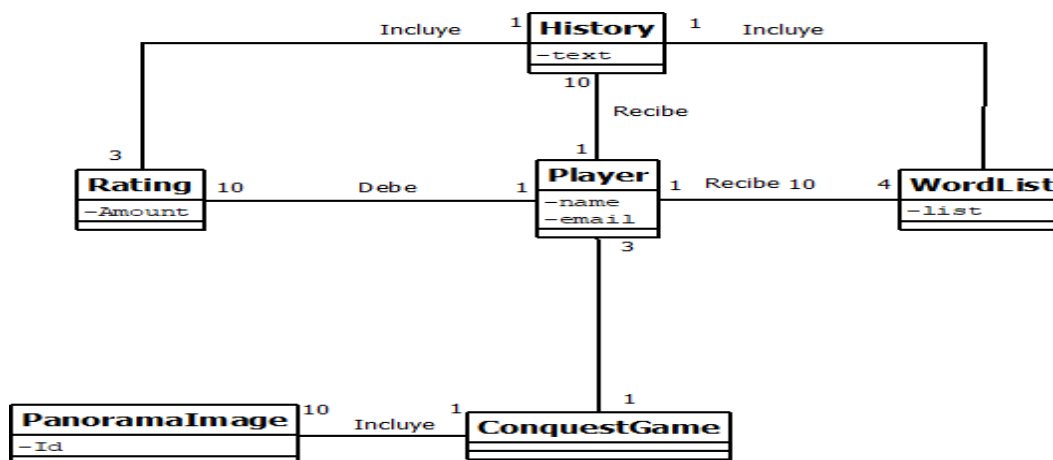 Incluye 1 History 1 Incluye
-text
10
Recibe
3 1
Rating 10 Debe 1 Player 1 Recibe 10 4 WordList
-Amount -name -list
-email
3
1
PanoramaImage 10 Incluye 1 ConquestGame
-Id